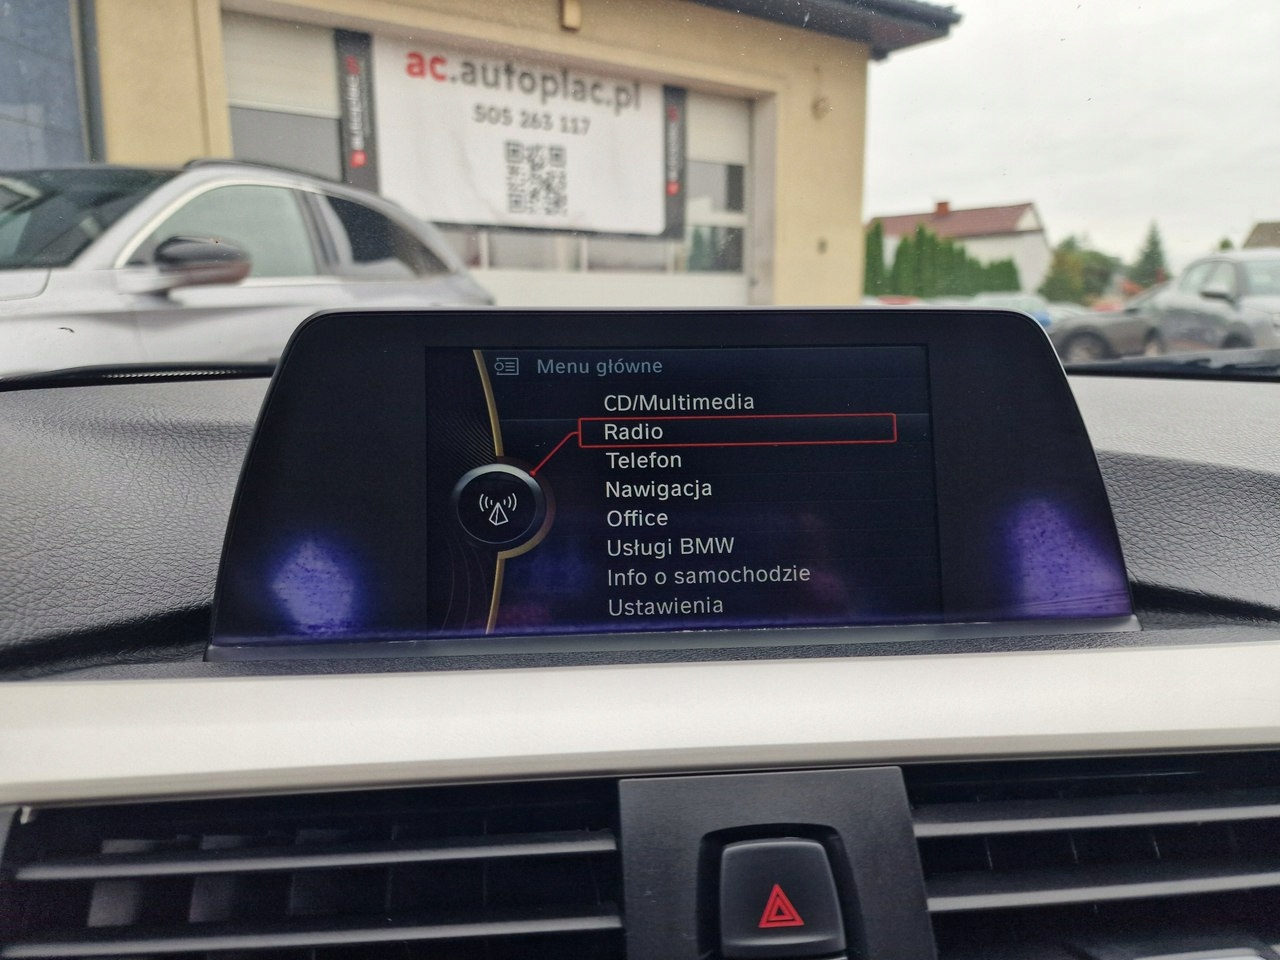 ac.autoplac.pl
505 263 117
Menu główne
CD/Multimedia
Radio
Telefon
Nawigacja
Office
Usługi BMW
Info o samochodzie
Ustawienia